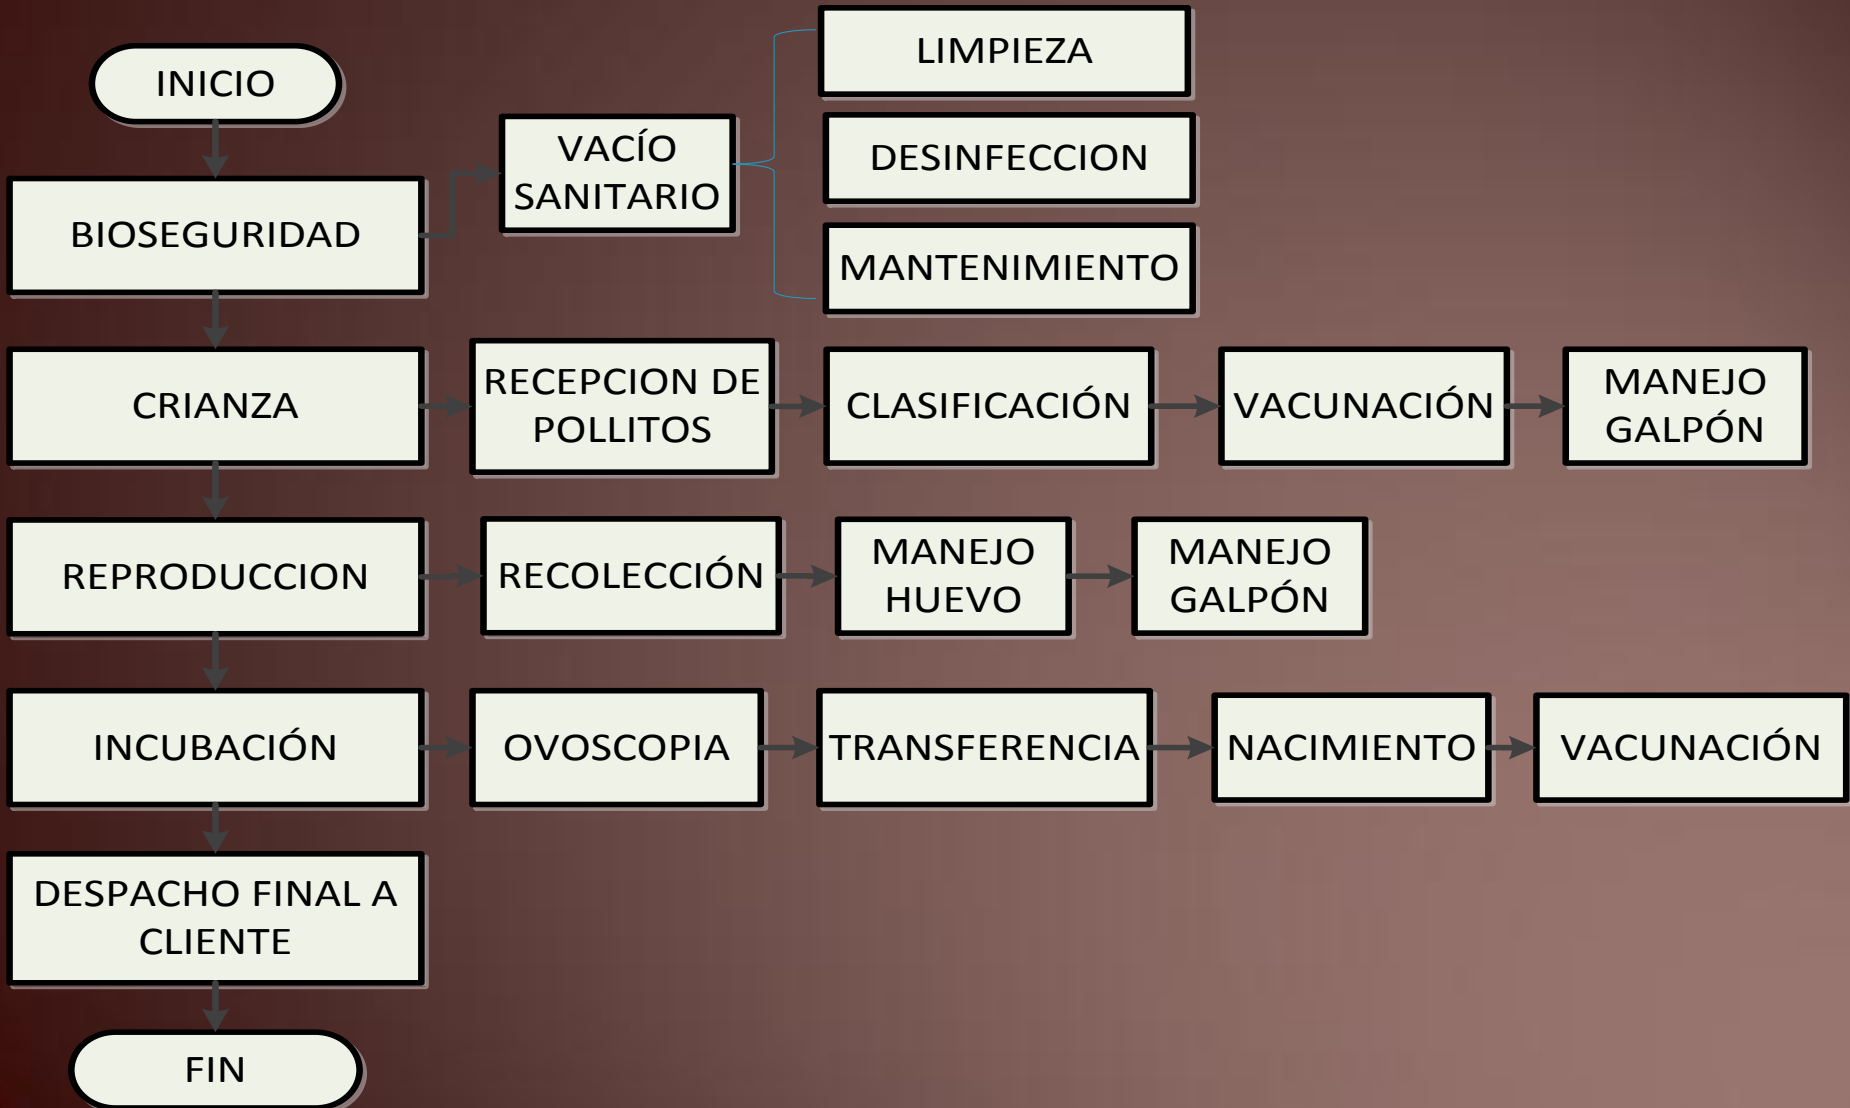 INICIO
BIOSEGURIDAD
VACÍO
SANITARIO
LIMPIEZA
DESINFECCION
MANTENIMIENTO
CRIANZA
RECEPCION DE
POLLITOS
CLASIFICACIÓN
VACUNACIÓN
MANEJO
GALPÓN
REPRODUCCION
RECOLECCIÓN
MANEJO
HUEVO
MANEJO
GALPÓN
INCUBACIÓN
OVOSCOPIA
TRANSFERENCIA
NACIMIENTO
VACUNACIÓN
DESPACHO FINAL A
CLIENTE
FIN